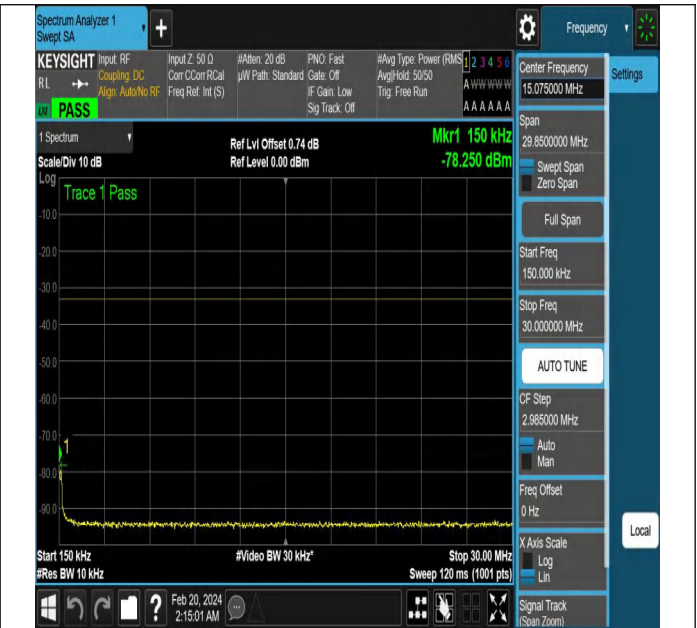 Spectrum Analyzer 1
Swept SA
+
Frequency
KEYSIGHT
RL
LXI
PASS
Input: RF
Coupling: DC
Align: Auto/No RF
Input Z: 50 Ω
Corr CCorr RCal
Freq Ref: Int (S)
#Atten: 20 dB
µW Path: Standard
PNO: Fast
Gate: Off
IF Gain: Low
Sig Track: Off
#Avg Type: Power (RMS
Avg|Hold: 50/50
Trig: Free Run
1 2 3 4 5 6
A W W W W W
A A A A A A
Center Frequency
15.075000 MHz
Settings
1 Spectrum
Scale/Div 10 dB
Log
Ref Lvl Offset 0.74 dB
Ref Level 0.00 dBm
Mkr1 150 kHz
-78.250 dBm
Trace 1 Pass
-10.0
-20.0
-30.0
-40.0
-50.0
-60.0
-70.0
-80.0
-90.0
1
Start 150 kHz
#Res BW 10 kHz
#Video BW 30 kHz*
Stop 30.00 MHz
Sweep 120 ms (1001 pts)
Span
29.8500000 MHz
Swept Span
Zero Span
Full Span
Start Freq
150.000 kHz
Stop Freq
30.000000 MHz
AUTO TUNE
CF Step
2.985000 MHz
Auto
Man
Freq Offset
0 Hz
X Axis Scale
Log
Lin
Local
Signal Track
(Span Zoom)
?
Feb 20, 2024
2:15:01 AM